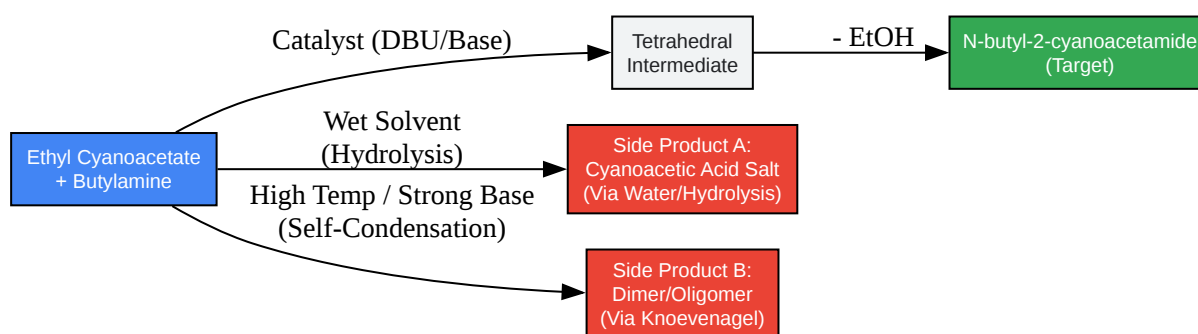 Catalyst (DBU/Base)
Tetrahedral
Intermediate
- EtOH
N-butyl-2-cyanoacetamide
(Target)
Ethyl Cyanoacetate
+ Butylamine
Wet Solvent
(Hydrolysis)
Side Product A:
Cyanoacetic Acid Salt
(Via Water/Hydrolysis)
High Temp / Strong Base
(Self-Condensation)
Side Product B:
Dimer/Oligomer
(Via Knoevenagel)